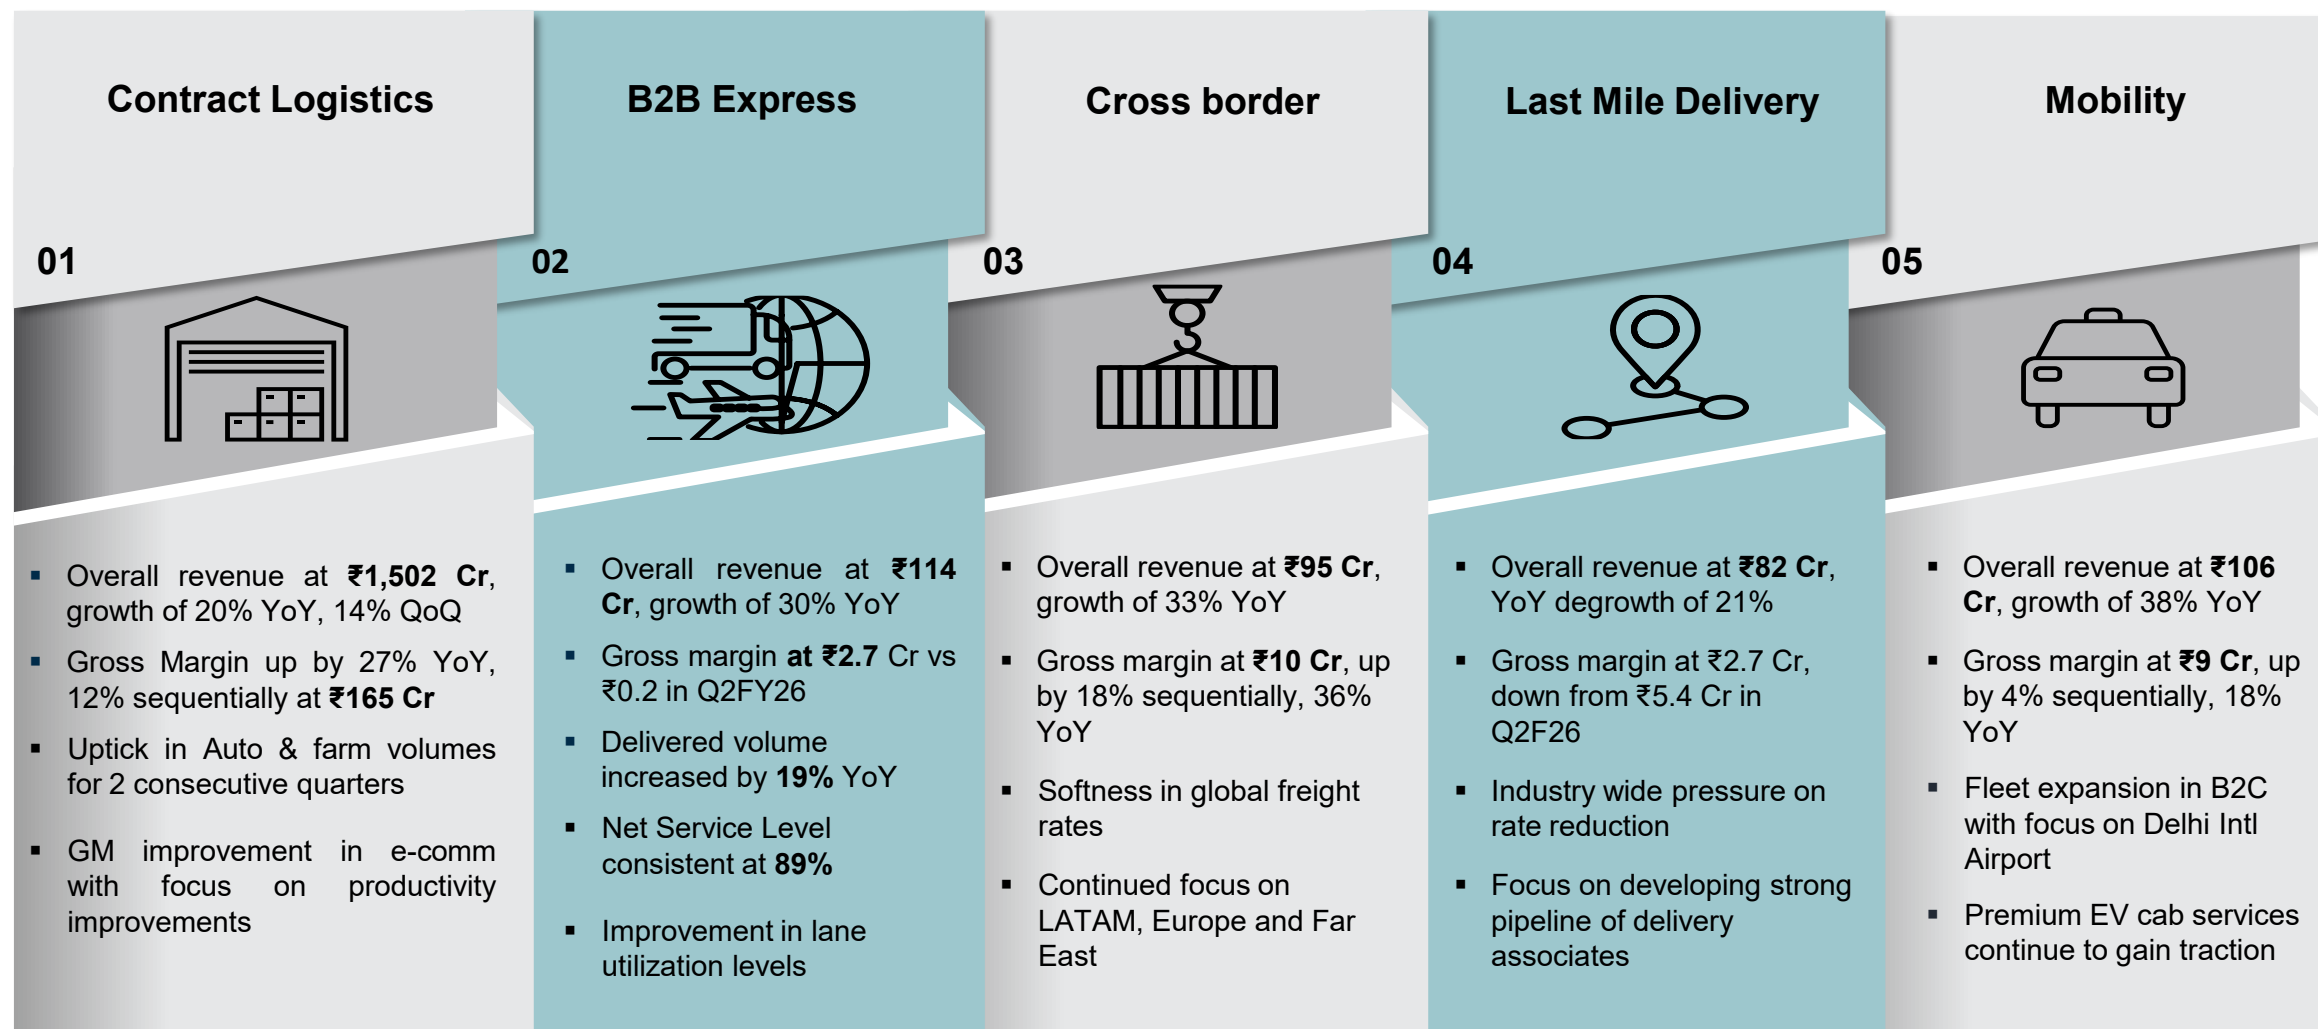 Contract Logistics
01
▪ Overall revenue at ₹1,502 Cr,
growth of 20% YoY, 14% QoQ
▪ Gross Margin up by 27% YoY,
12% sequentially at ₹165 Cr
▪ Uptick in Auto & farm volumes
for 2 consecutive quarters
▪ GM improvement in e-comm
with focus on productivity
improvements
B2B Express
02
▪ Overall revenue at ₹114
Cr, growth of 30% YoY
▪ Gross margin at ₹2.7 Cr vs
₹0.2 in Q2FY26
▪ Delivered volume
increased by 19% YoY
▪ Net Service Level
consistent at 89%
▪ Improvement in lane
utilization levels
Cross border
03
▪ Overall revenue at ₹95 Cr,
growth of 33% YoY
▪ Gross margin at ₹10 Cr, up
by 18% sequentially, 36%
YoY
▪ Softness in global freight
rates
▪ Continued focus on
LATAM, Europe and Far
East
Last Mile Delivery
04
▪ Overall revenue at ₹82 Cr,
YoY degrowth of 21%
▪ Gross margin at ₹2.7 Cr,
down from ₹5.4 Cr in
Q2F26
▪ Industry wide pressure on
rate reduction
▪ Focus on developing strong
pipeline of delivery
associates
Mobility
05
▪ Overall revenue at ₹106
Cr, growth of 38% YoY
▪ Gross margin at ₹9 Cr, up
by 4% sequentially, 18%
YoY
▪ Fleet expansion in B2C
with focus on Delhi Intl
Airport
▪ Premium EV cab services
continue to gain traction